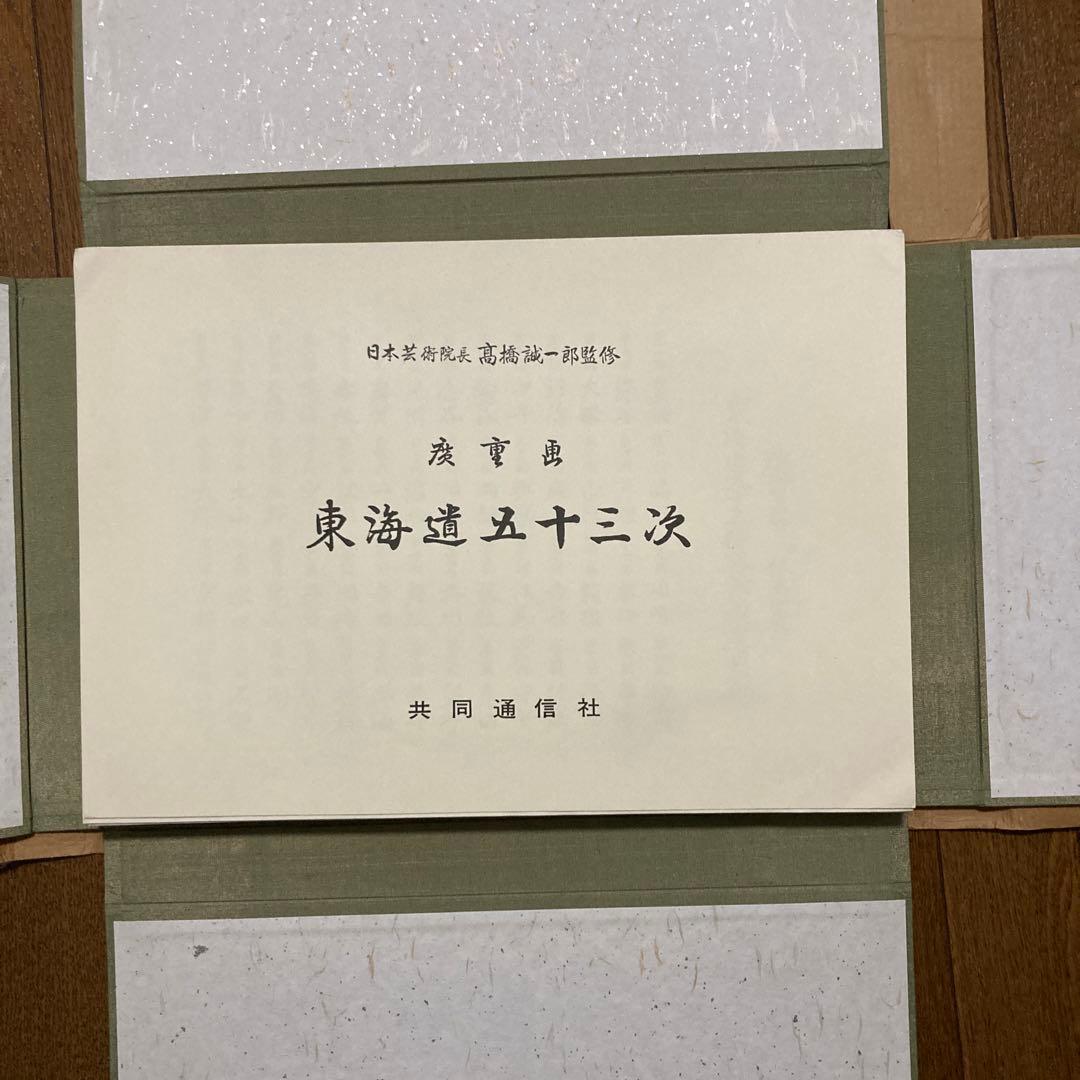 日本芸術院長 髙橋誠一郎監修
広重画
東海道五十三次
共同通信社